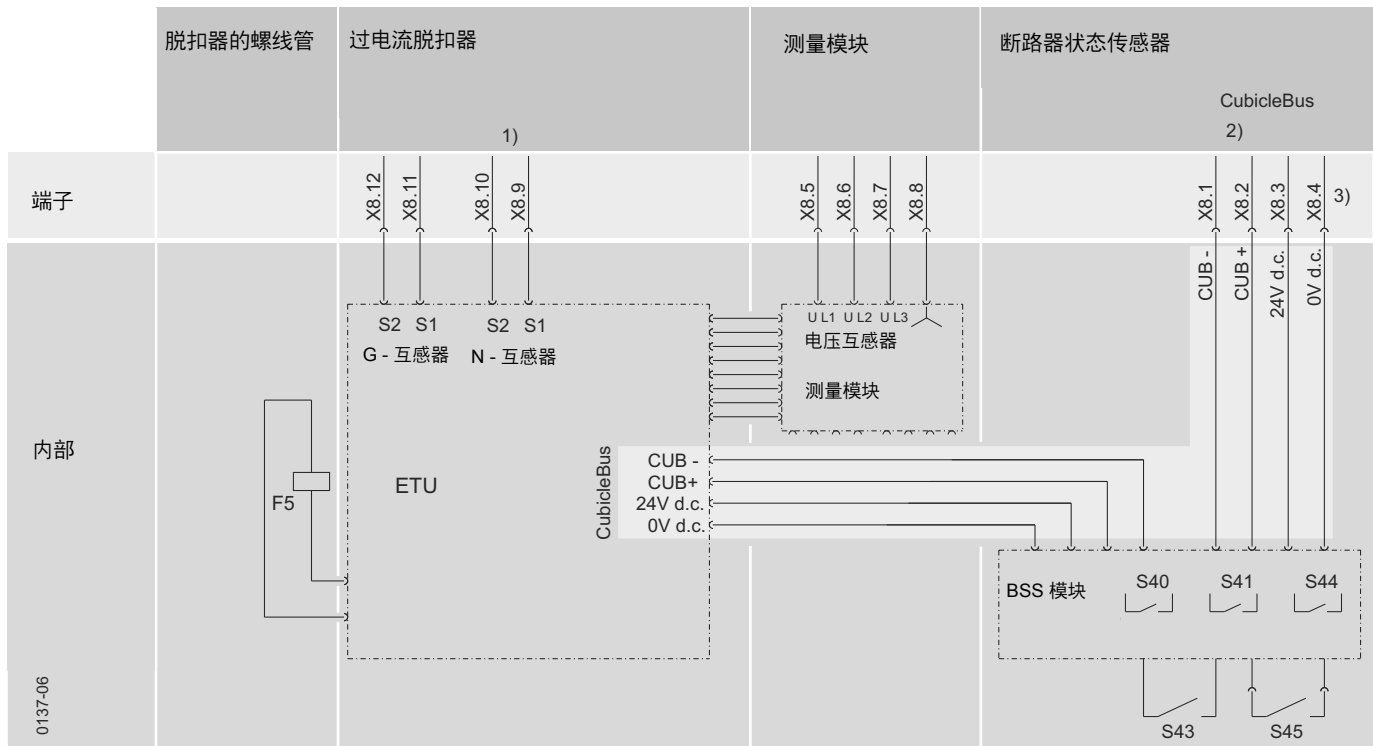 脱扣器的螺线管
过电流脱扣器
测量模块
断路器状态传感器
CubicleBus
1)
2)
端子
X8.12
X8.11
X8.10
X8.9
X8.5
X8.6
X8.7
X8.8
X8.1
X8.2
X8.3
X8.4
3)
CUB -
CUB +
24V d.c.
0V d.c.
S2 S1
S2 S1
G - 互感器
N - 互感器
U L1 U L2 U L3
电压互感器
测量模块
内部
F5
ETU
CubicleBus
CUB -
CUB+
24V d.c.
0V d.c.
BSS 模块
S40
S41
S44
S43
S45
0137-06